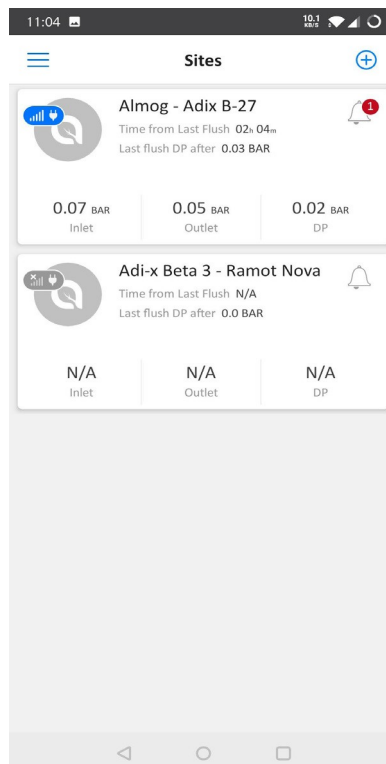 11:04
10.1
KB/S
Sites
Almog - Adix B-27
1
Time from Last Flush 02h 04m
Last flush DP after 0.03 BAR
0.07 BAR 0.05 BAR 0.02 BAR
Inlet Outlet DP
Adi-x Beta 3 - Ramot Nova
Time from Last Flush N/A
Last flush DP after 0.0 BAR
N/A N/A N/A
Inlet Outlet DP